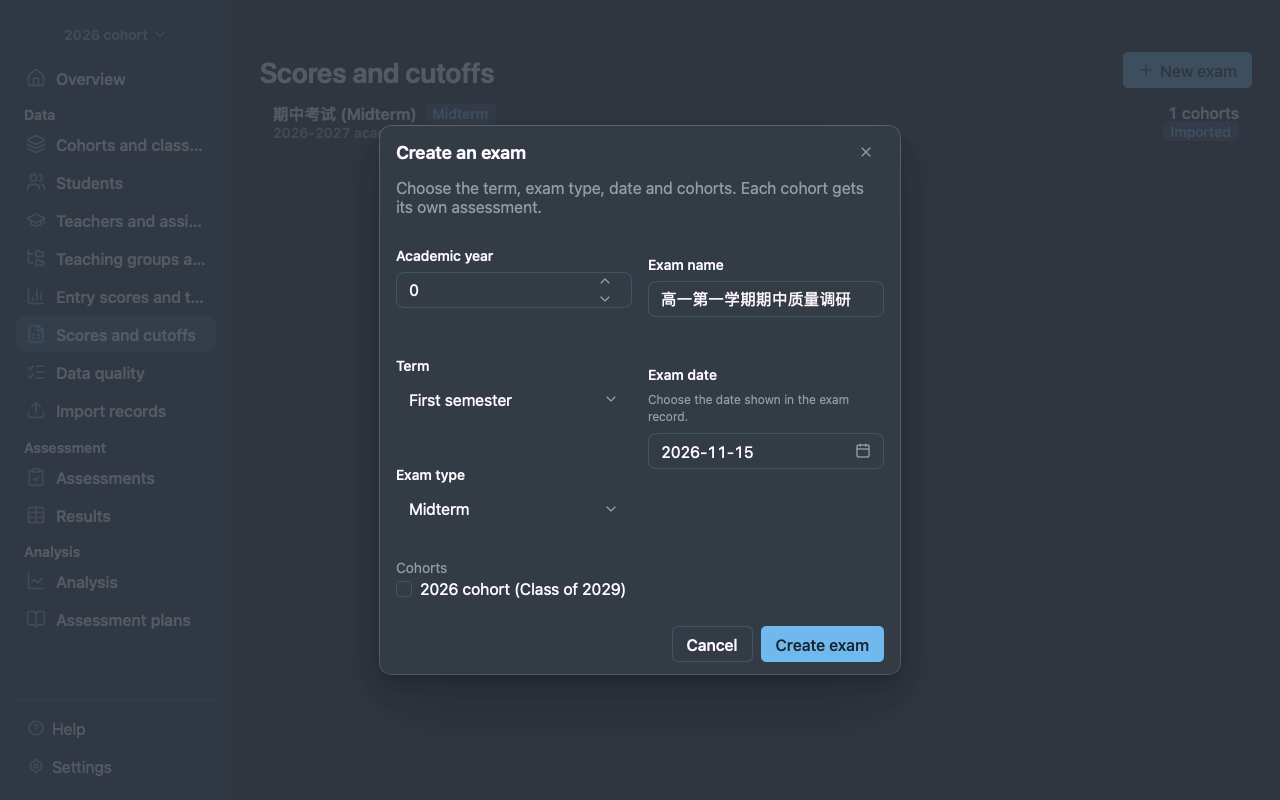 2026 cohort
Overview
Data
Cohorts and class...
Students
Teachers and assi...
Teaching groups a...
Entry scores and t...
Scores and cutoffs
Data quality
Import records
Assessment
Assessments
Results
Analysis
Analysis
Assessment plans
Help
Settings
Scores and cutoffs
New exam
期中考试 (Midterm)
Midterm
2026-2027 aca
1 cohorts
Imported
Create an exam
Choose the term, exam type, date and cohorts. Each cohort gets
its own assessment.
Academic year
0
Exam name
高一第一学期期中质量调研
Term
First semester
Exam date
Choose the date shown in the exam
record.
2026-11-15
Exam type
Midterm
Cohorts
2026 cohort (Class of 2029)
Cancel
Create exam